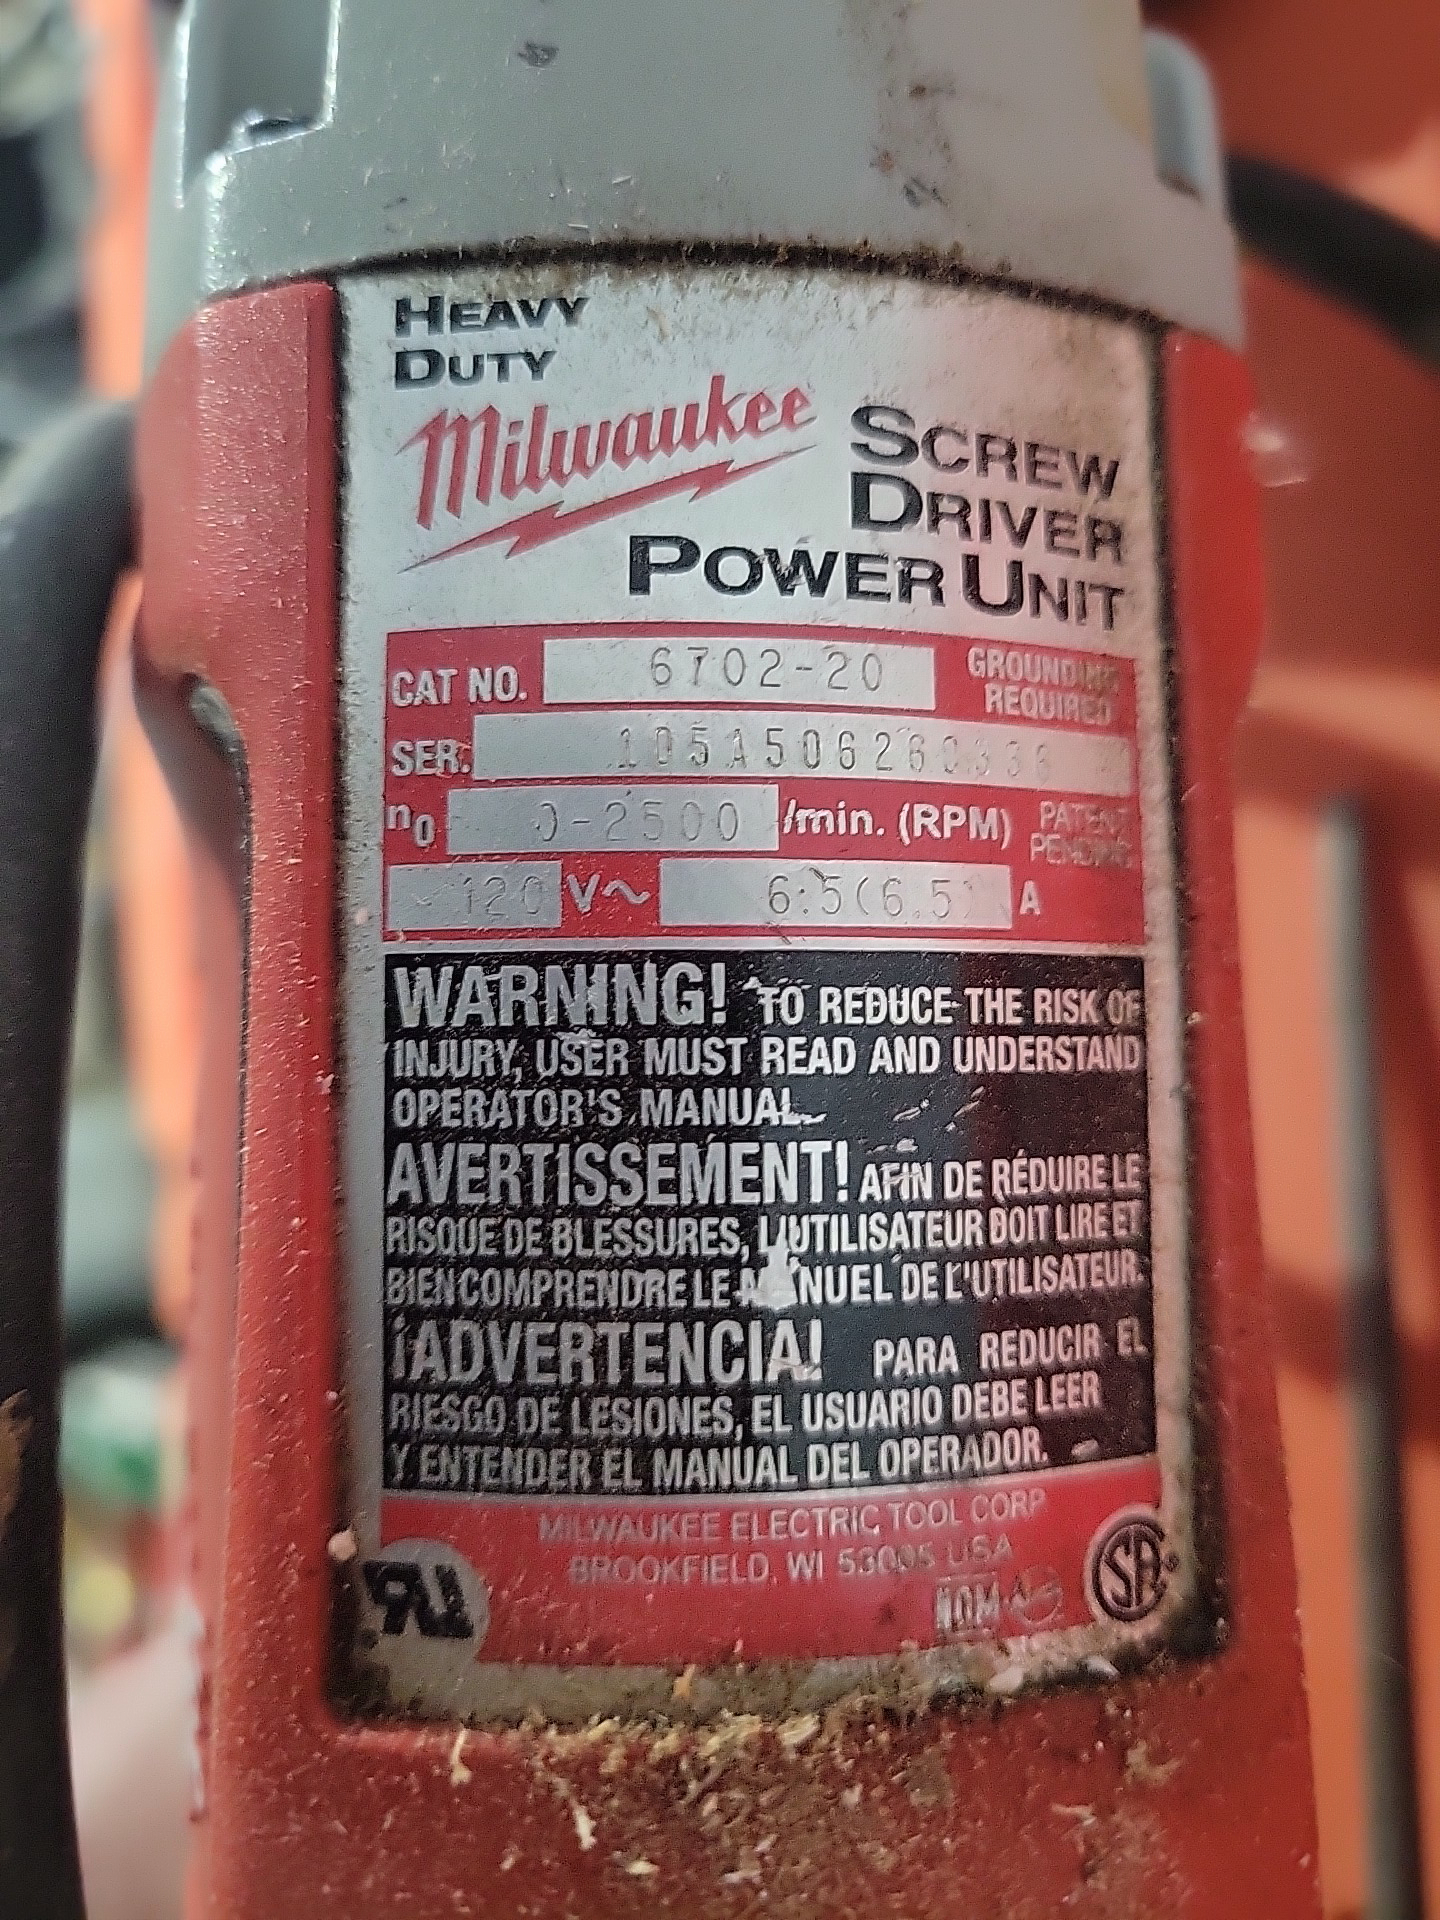 HEAVY
DUTY
Milwaukee
SCREW
DRIVER
POWER UNIT
CAT NO. 6702-20 GROUNDING
REQUIRED
SER. 105A506260338
n0 0-2500 /min. (RPM) PATENT
PENDING
120 V~ 6.5(6.5) A
WARNING! TO REDUCE THE RISK OF
INJURY, USER MUST READ AND UNDERSTAND
OPERATOR'S MANUAL.
AVERTISSEMENT! AFIN DE RÉDUIRE LE
RISQUE DE BLESSURES, L'UTILISATEUR DOIT LIRE ET
BIEN COMPRENDRE LE MANUEL DE L'UTILISATEUR.
¡ADVERTENCIA! PARA REDUCIR EL
RIESGO DE LESIONES, EL USUARIO DEBE LEER
Y ENTENDER EL MANUAL DEL OPERADOR.
MILWAUKEE ELECTRIC TOOL CORP
BROOKFIELD, WI 53005 USA
NOM
SA